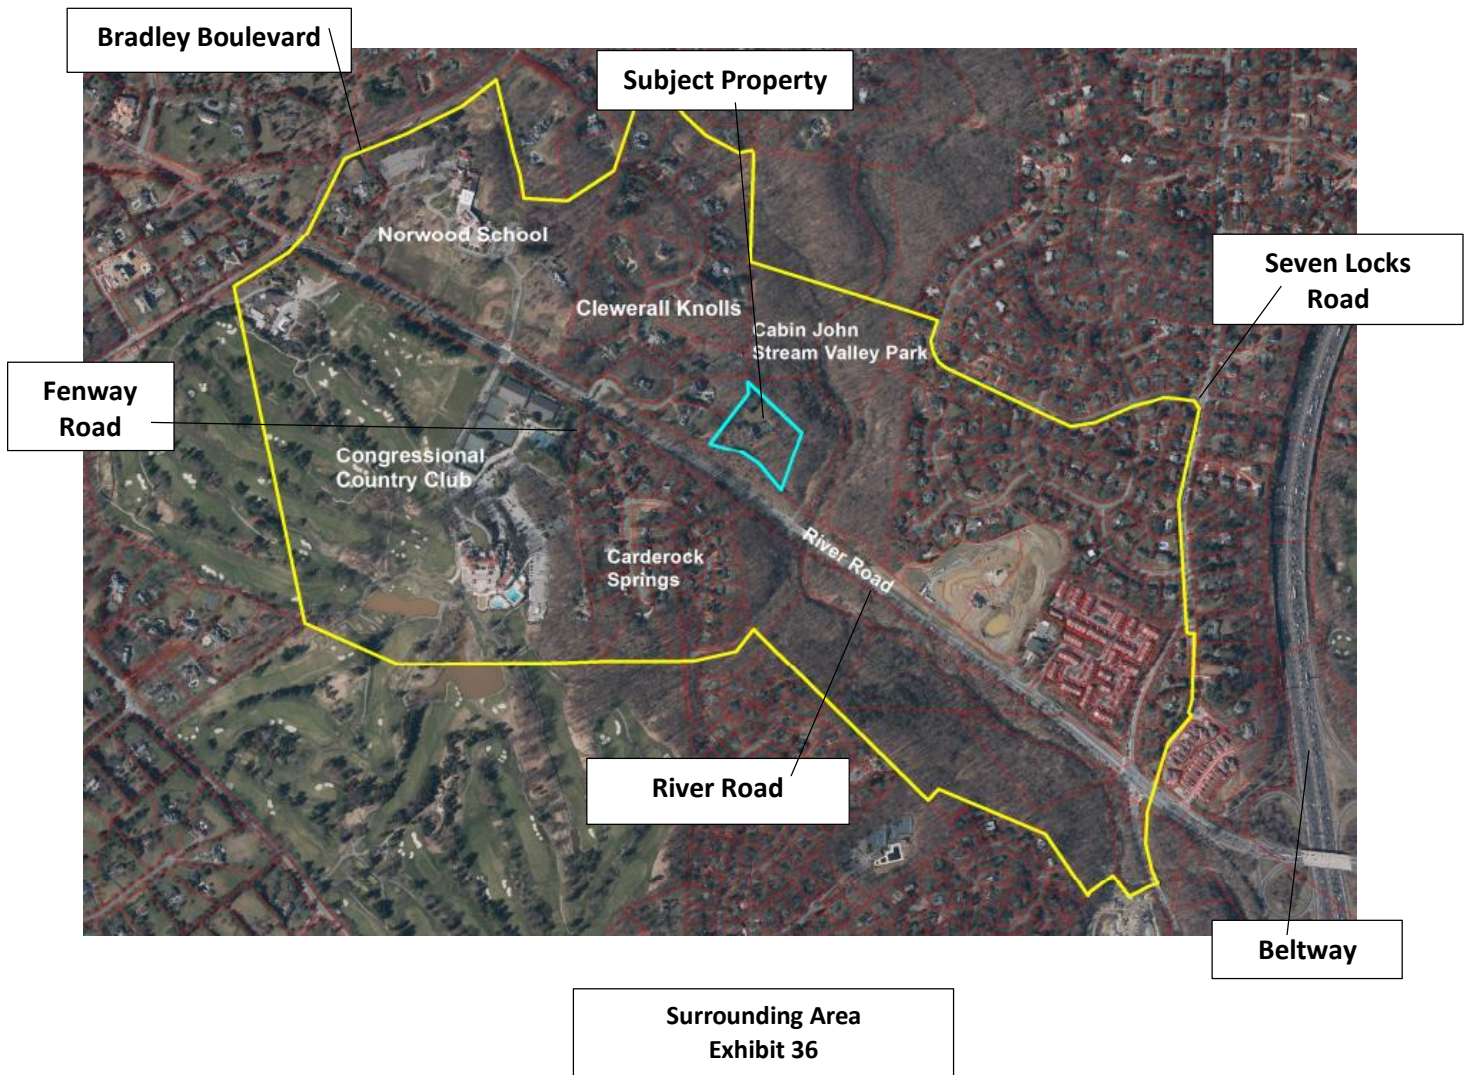 Bradley Boulevard
Subject Property
Norwood School
Seven Locks
Road
Clewerall Knolls
Cabin John
Stream Valley Park
Fenway
Road
Congressional
Country Club
River Road
Carderock
Springs
River Road
Beltway
Surrounding Area
Exhibit 36